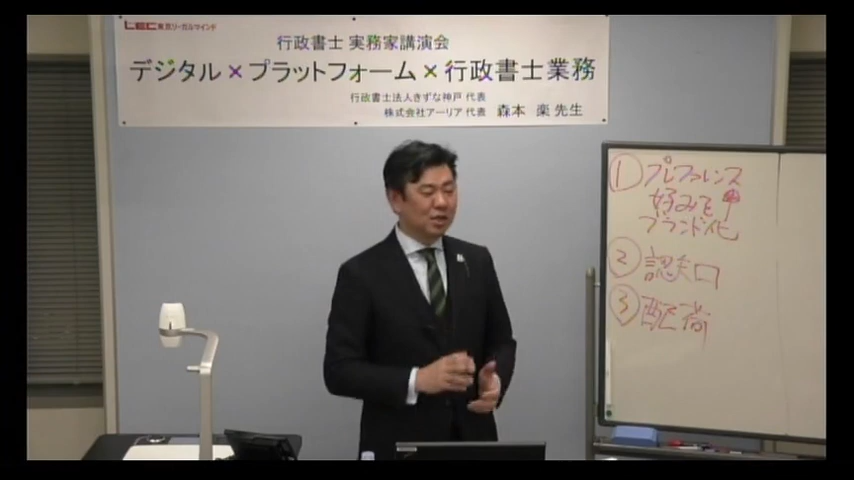 LEC東京リーガルマインド
行政書士 実務家講演会
デジタル×プラットフォーム×行政書士業務
行政書士法人きずな神戸 代表
株式会社アーリア 代表 森本 楽 先生
① プレファレンス
好みを
ブランド化
② 認知
③ 配荷